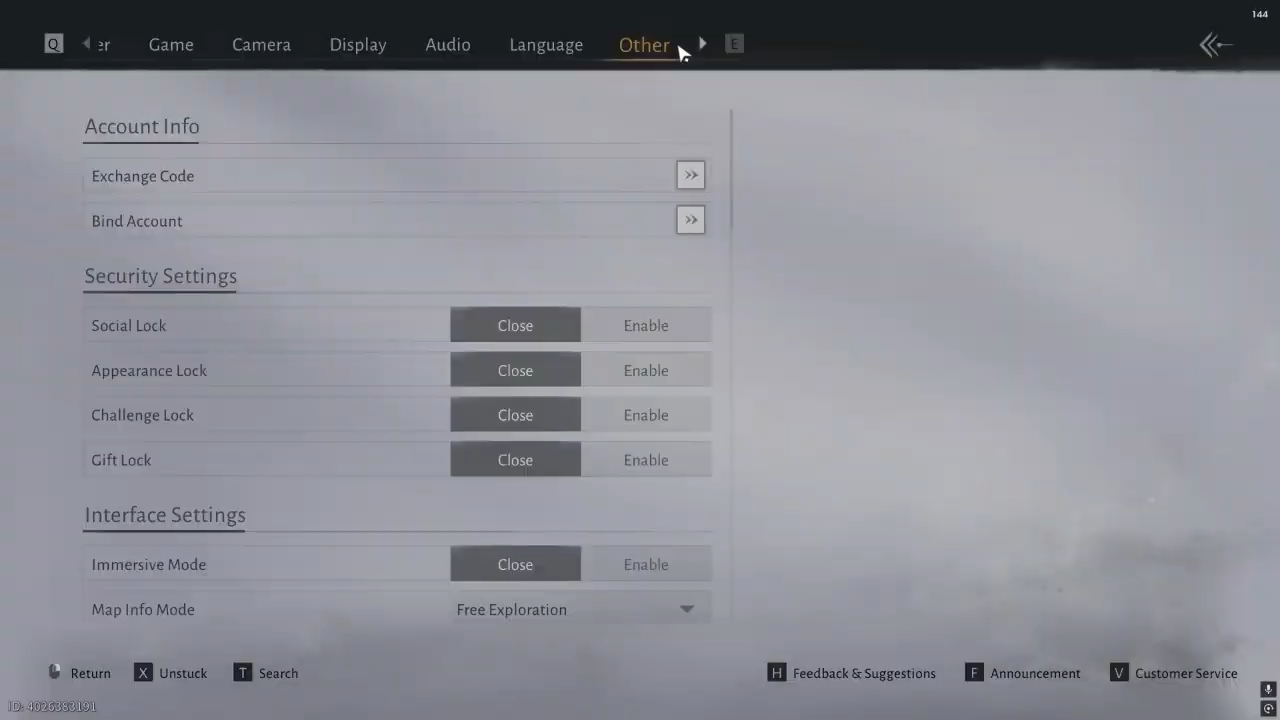 144
Q er Game Camera Display Audio Language Other E
Account Info
Exchange Code
Bind Account
Security Settings
Social Lock Close Enable
Appearance Lock Close Enable
Challenge Lock Close Enable
Gift Lock Close Enable
Interface Settings
Immersive Mode Close Enable
Map Info Mode Free Exploration
Return X Unstuck T Search H Feedback & Suggestions F Announcement V Customer Service
ID: 4026383191